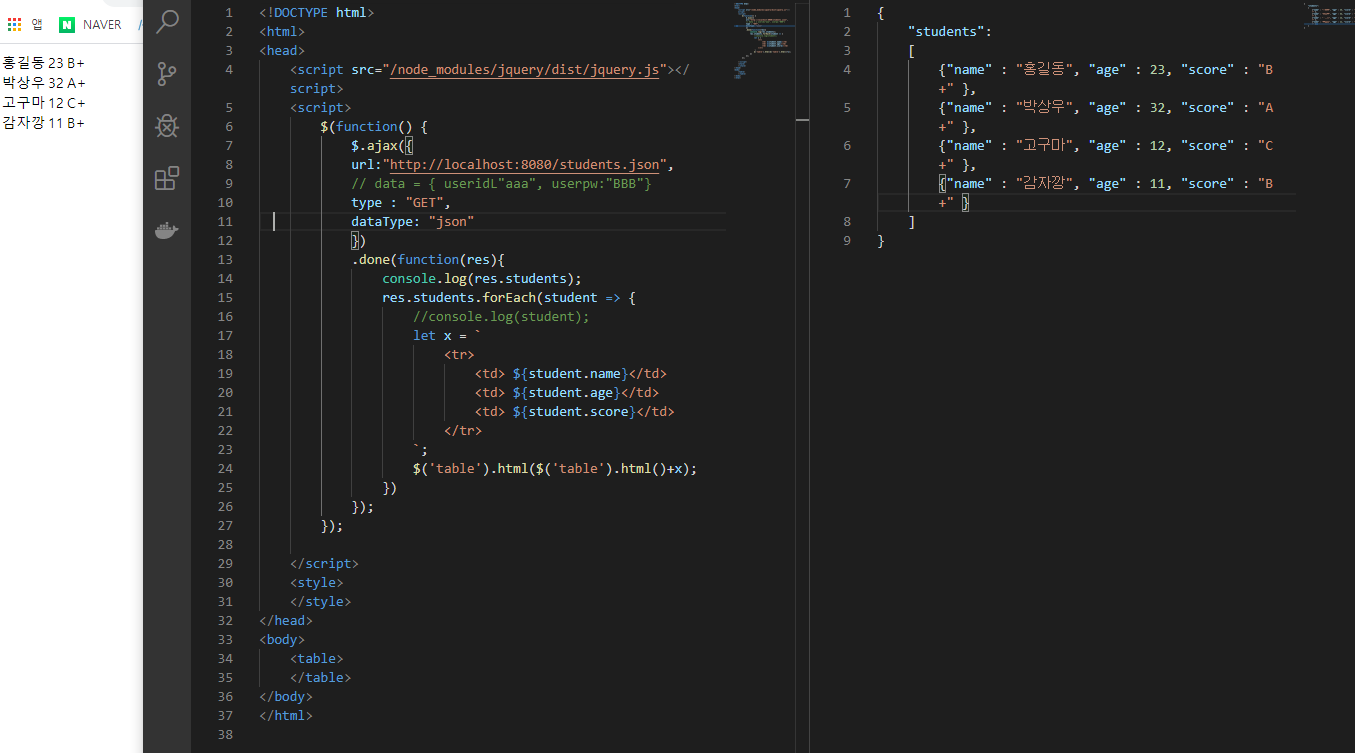 앱 NAVER
홍길동 23 B+
박상우 32 A+
고구마 12 C+
감자깡 11 B+
1 <!DOCTYPE html>
2 <html>
3 <head>
4 <script src="/node_modules/jquery/dist/jquery.js"></
script>
5 <script>
6 $(function() {
7 $.ajax({
8 url:"http://localhost:8080/students.json",
9 // data = { useridL"aaa", userpw:"BBB"}
10 type : "GET",
11 dataType: "json"
12 })
13 .done(function(res){
14 console.log(res.students);
15 res.students.forEach(student => {
16 //console.log(student);
17 let x = `
18 <tr>
19 <td> ${student.name}</td>
20 <td> ${student.age}</td>
21 <td> ${student.score}</td>
22 </tr>
23 `;
24 $('table').html($('table').html()+x);
25 })
26 });
27 });
28
29 </script>
30 <style>
31 </style>
32 </head>
33 <body>
34 <table>
35 </table>
36 </body>
37 </html>
38
1 {
2 "students":
3 [
4 {"name" : "홍길동", "age" : 23, "score" : "B
+" },
5 {"name" : "박상우", "age" : 32, "score" : "A
+" },
6 {"name" : "고구마", "age" : 12, "score" : "C
+" },
7 {"name" : "감자깡", "age" : 11, "score" : "B
+" }
8 ]
9 }